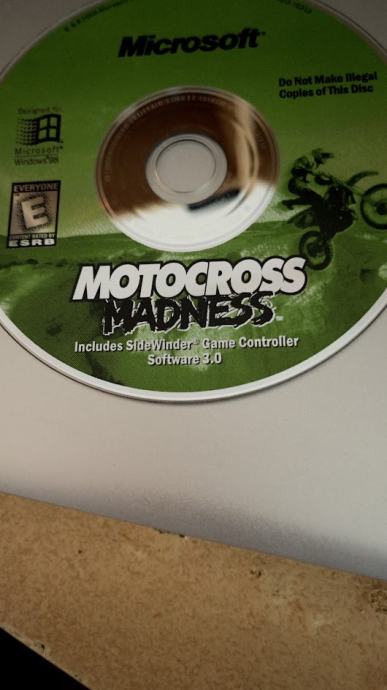 Microsoft®
Do Not Make Illegal
Copies of This Disc
Designed for
Microsoft®
Windows®98
EVERYONE
E
CONTENT RATED BY
ESRB
MOTOCROSS
MADNESS™
Includes SideWinder® Game Controller
Software 3.0